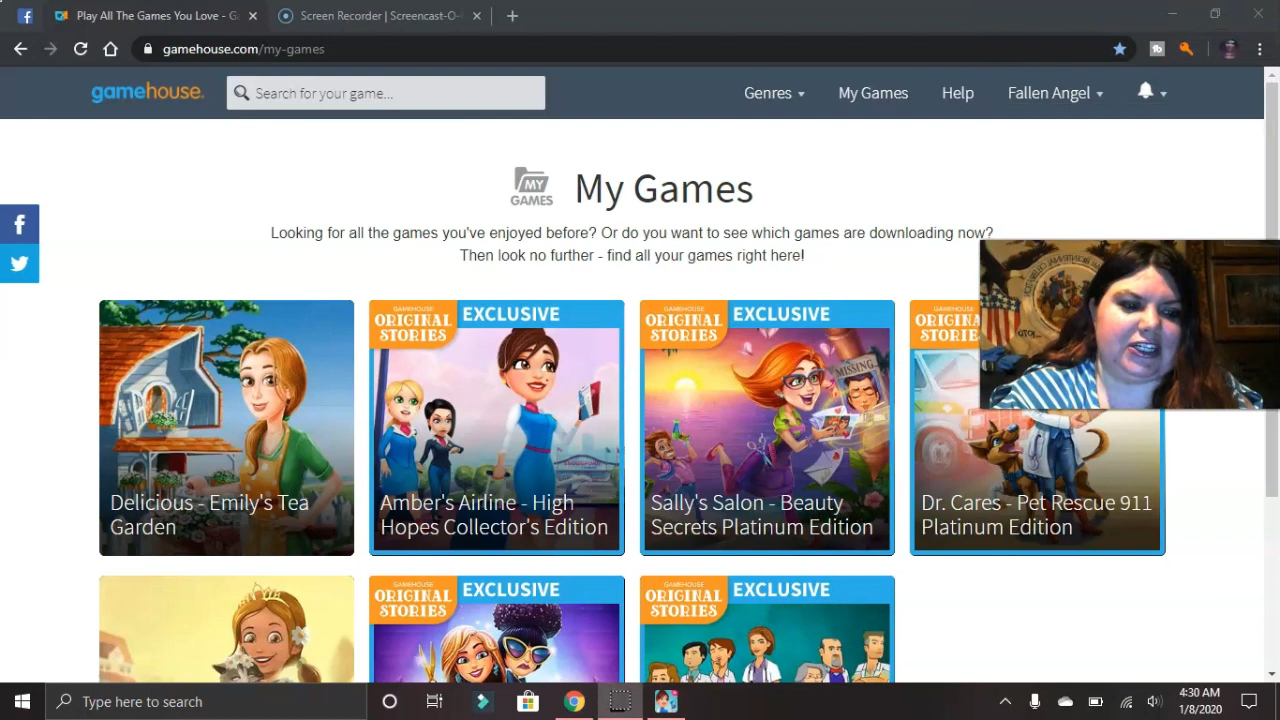 Play All The Games You Love - G
Screen Recorder | Screencast-O-
gamehouse.com/my-games
gamehouse.
Search for your game...
Genres
My Games
Help
Fallen Angel
MY
GAMES
My Games
Looking for all the games you've enjoyed before? Or do you want to see which games are downloading now?
Then look no further - find all your games right here!
Delicious - Emily's Tea
Garden
GAMEHOUSE
ORIGINAL
STORIES
EXCLUSIVE
Amber's Airline - High
Hopes Collector's Edition
GAMEHOUSE
ORIGINAL
STORIES
EXCLUSIVE
MISSING
Sally's Salon - Beauty
Secrets Platinum Edition
ORIGINA
STORIES
Dr. Cares - Pet Rescue 911
Platinum Edition
GAMEHOUSE
ORIGINAL
STORIES
EXCLUSIVE
GAMEHOUSE
ORIGINAL
STORIES
EXCLUSIVE
Type here to search
4:30 AM
1/8/2020